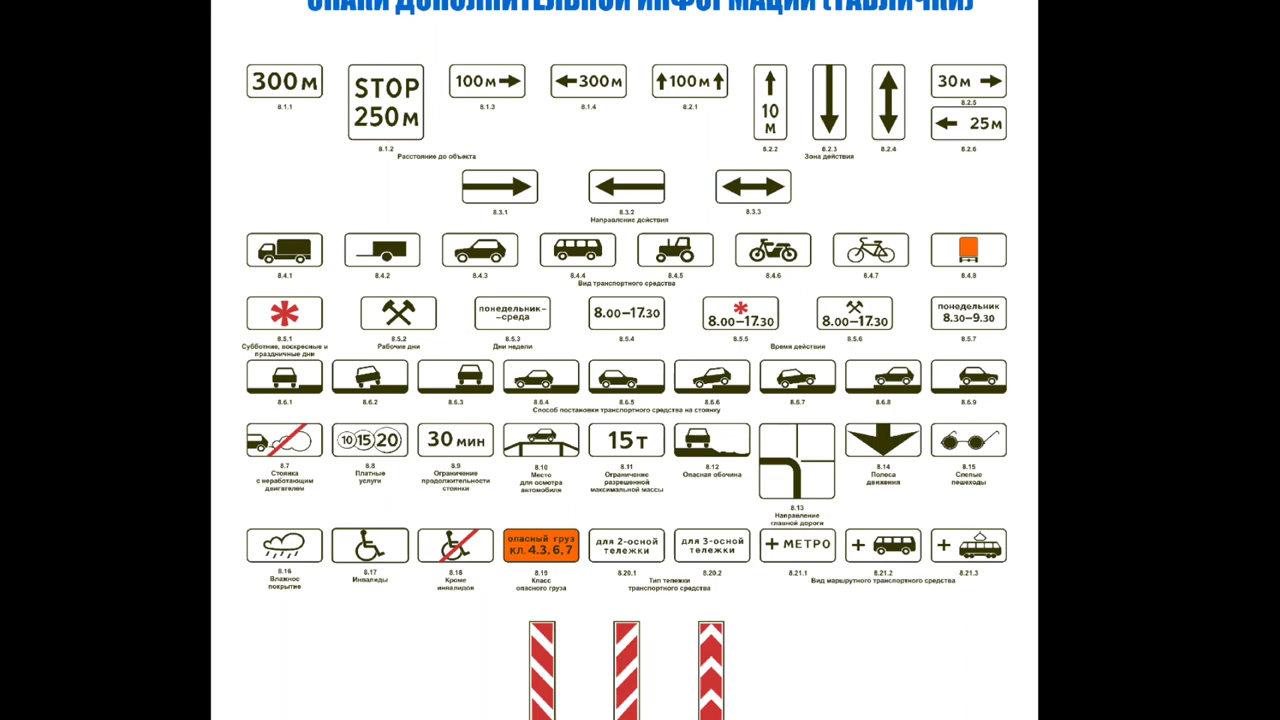 ЗНАКИ ДОПОЛНИТЕЛЬНОЙ ИНФОРМАЦИИ (ТАБЛИЧКИ)
300 м
STOP
250 м
100 м
300 м
100 м
10
м
30 м
25 м
8.1.1
8.1.2
8.1.3
8.1.4
8.2.1
8.2.2
8.2.3
8.2.4
8.2.5
8.2.6
Расстояние до объекта
Зона действия
8.3.1
8.3.2
8.3.3
Направление действия
8.4.1
8.4.2
8.4.3
8.4.4
8.4.5
8.4.6
8.4.7
8.4.8
Вид транспортного средства
понедельник–
–среда
8.00–17.30
8.00–17.30
8.00–17.30
понедельник
8.30–9.30
8.5.1
8.5.2
8.5.3
8.5.4
8.5.5
8.5.6
8.5.7
Субботние, воскресные и
праздничные дни
Рабочие дни
Дни недели
Время действия
8.6.1
8.6.2
8.6.3
8.6.4
8.6.5
8.6.6
8.6.7
8.6.8
8.6.9
Способ постановки транспортного средства на стоянку
10 15 20
30 мин
15 т
8.7
Стоянка
с неработающим
двигателем
8.8
Платные
услуги
8.9
Ограничение
продолжительности
стоянки
8.10
Место
для осмотра
автомобиля
8.11
Ограничение
разрешенной
максимальной массы
8.12
Опасная обочина
8.13
Направление
главной дороги
8.14
Полоса
движения
8.15
Слепые
пешеходы
опасный груз
кл. 4.3, 6, 7
для 2-осной
тележки
для 3-осной
тележки
+ МЕТРО
+
+
8.16
Влажное
покрытие
8.17
Инвалиды
8.18
Кроме
инвалидов
8.19
Класс
опасного груза
8.20.1
8.20.2
Тип тележки
транспортного средства
8.21.1
8.21.2
8.21.3
Вид маршрутного транспортного средства